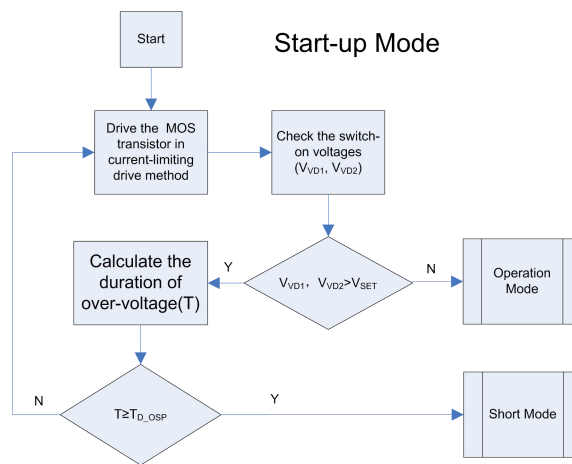 Start
Start-up Mode
Drive the MOS
transistor in
current-limiting
drive method
Check the switch-
on voltages
(VVD1, VVD2)
Calculate the
duration of
over-voltage(T)
Y
VVD1, VVD2>VSET
N
Operation
Mode
N
T≥TD_OSP
Y
Short Mode